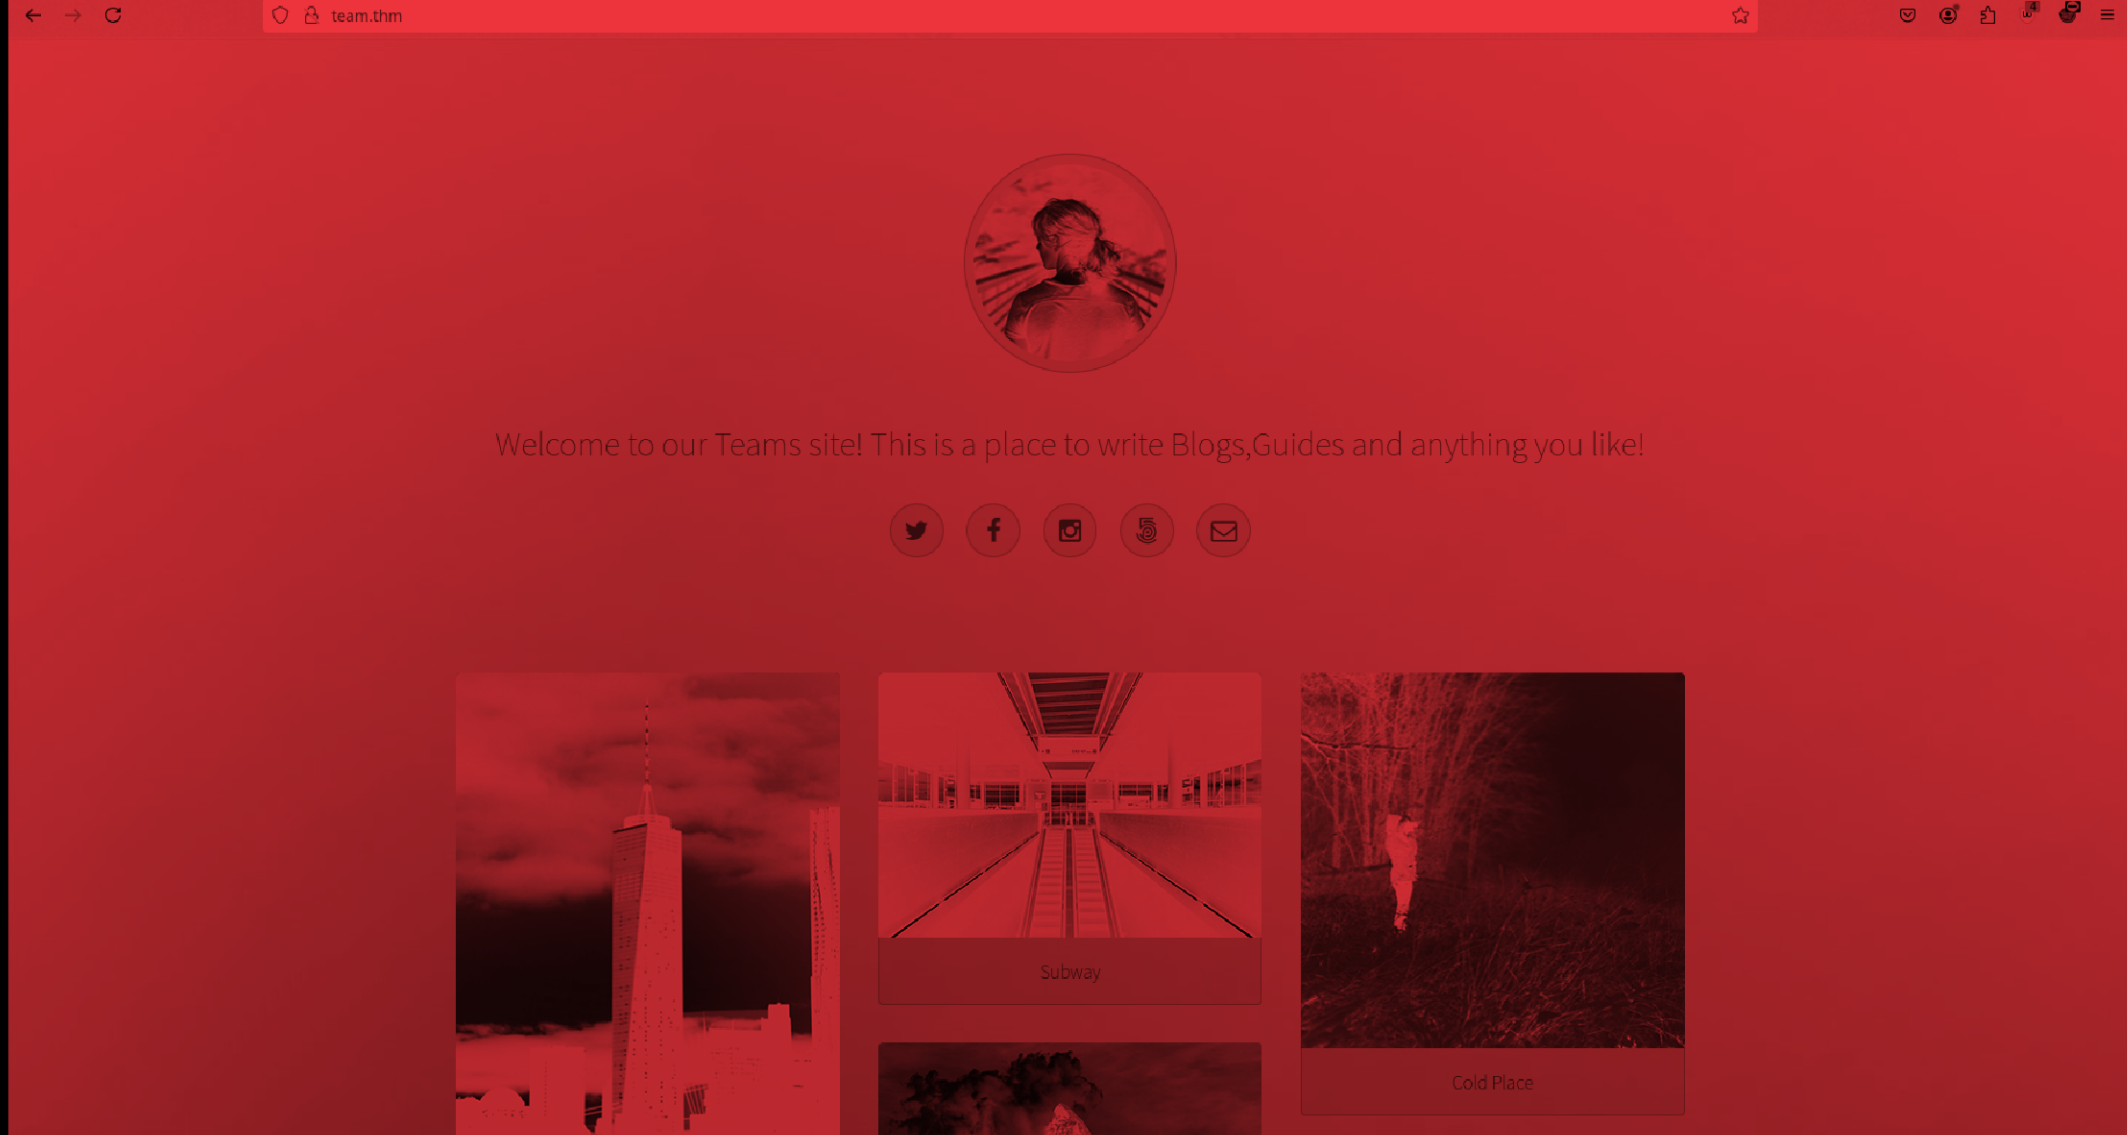 team.thm
4
Welcome to our Teams site! This is a place to write Blogs,Guides and anything you like!
Subway
Cold Place